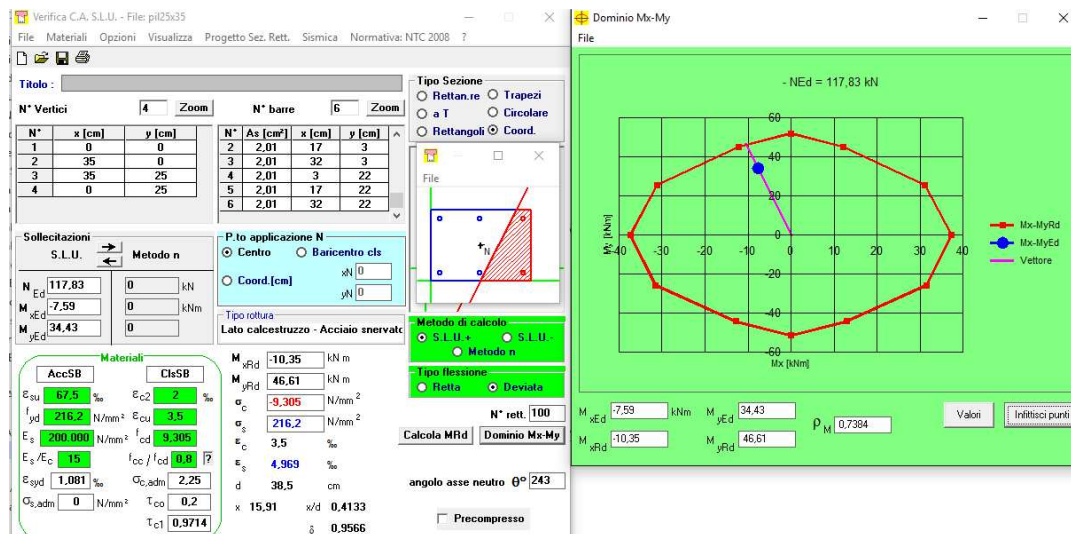 Verifica C.A. S.L.U. - File: pil25x35
File Materiali Opzioni Visualizza Progetto Sez. Rett. Sismica Normativa: NTC 2008 ?
Titolo :
N° Vertici 4 Zoom
N° barre 6 Zoom
N° x [cm] y [cm]
1 0 0
2 35 0
3 35 25
4 0 25
N° As [cm²] x [cm] y [cm]
2 2,01 17 3
3 2,01 32 3
4 2,01 3 22
5 2,01 17 22
6 2,01 32 22
Tipo Sezione
Rettan.re Trapezi
a T Circolare
Rettangoli Coord.
File
N
Sollecitazioni
S.L.U. Metodo n
N Ed 117,83 0 kN
M xEd -7,59 0 kNm
M yEd 34,43 0
P.to applicazione N
Centro Baricentro cls
Coord.[cm] xN 0
yN 0
Tipo rottura
Lato calcestruzzo - Acciaio snervato
Metodo di calcolo
S.L.U.+ S.L.U.-
Metodo n
Tipo flessione
Retta Deviata
N° rett. 100
Calcola MRd Dominio Mx-My
angolo asse neutro θ° 243
Precompresso
Materiali
AccSB ClsSB
εsu 67,5 ‰ εc2 2 ‰
fyd 216,2 N/mm² εcu 3,5
Es 200.000 N/mm² fcd 9,305
Es/Ec 15 fcc / fcd 0,8 ?
εsyd 1,081 ‰ σc,adm 2,25
σs,adm 0 N/mm² τco 0,2
τc1 0,9714
M xRd -10,35 kN m
M yRd 46,61 kN m
σc -9,305 N/mm²
σs 216,2 N/mm²
εc 3,5 ‰
εs 4,969 ‰
d 38,5 cm
x 15,91 x/d 0,4133
δ 0,9566
Dominio Mx-My
File
- NEd = 117,83 kN
60
40
20
0
-20
-40
-60
My [kNm]
-40 -30 -20 -10 0 10 20 30 40
Mx [kNm]
Mx-MyRd
Mx-MyEd
Vettore
M xEd -7,59 kNm M yEd 34,43
M xRd -10,35 M yRd 46,61
ρM 0,7384
Valori Infittisci punti